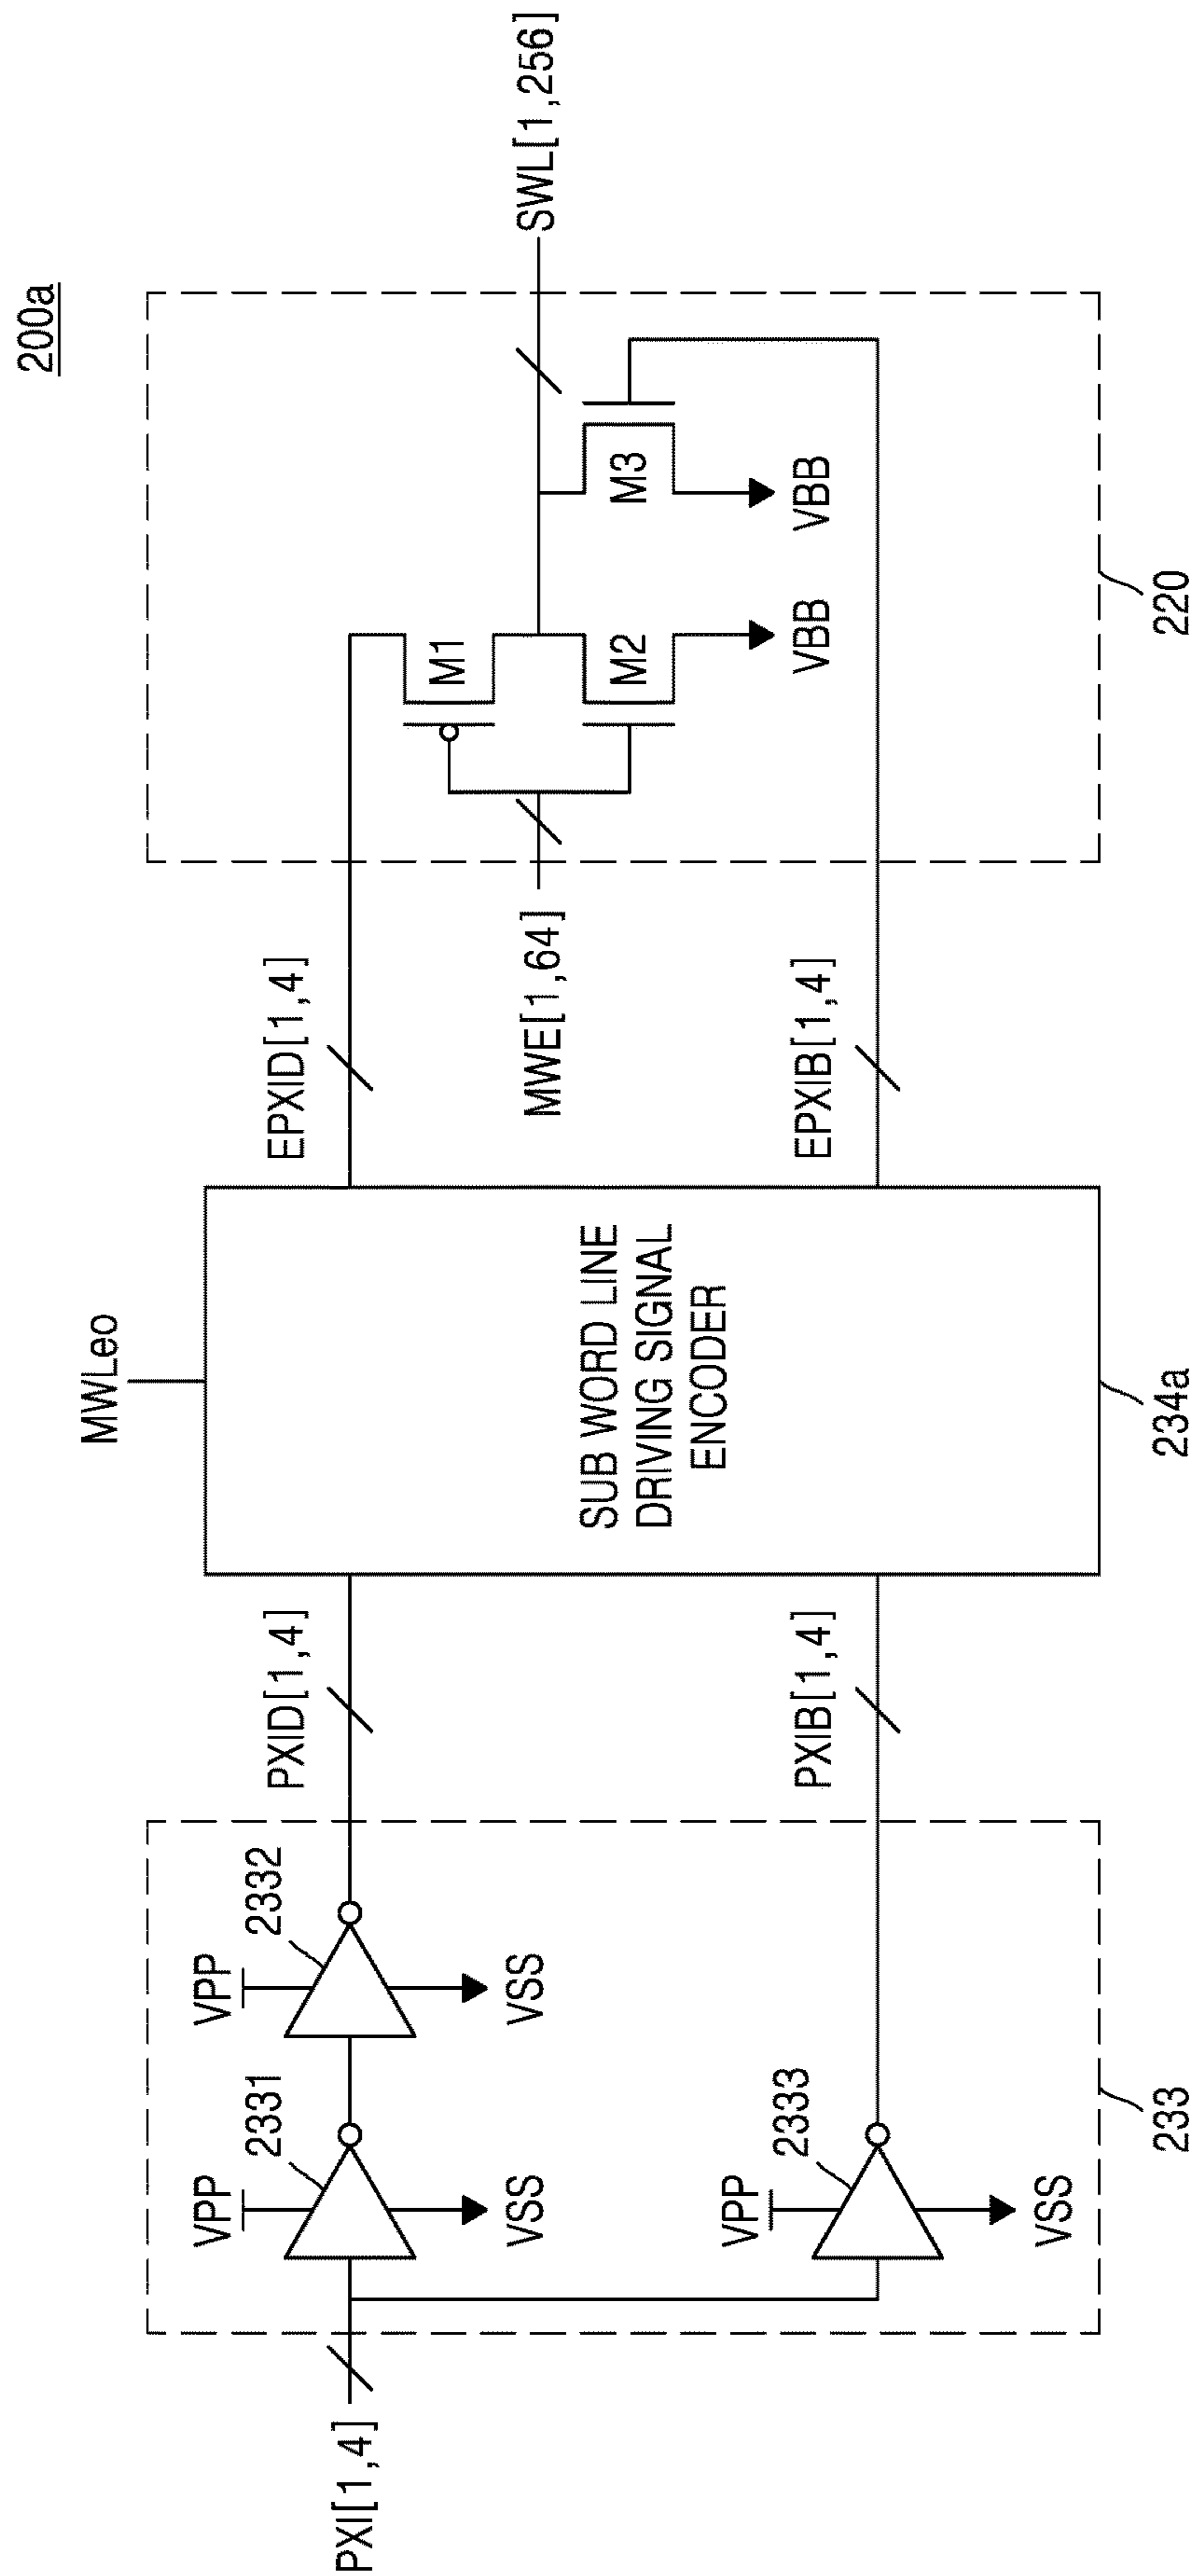 200a
PXI[1,4]
VPP
2331
VSS
VPP
2332
VSS
VPP
2333
VSS
233
PXID[1,4]
PXIB[1,4]
MWLeo
SUB WORD LINE
DRIVING SIGNAL
ENCODER
234a
EPXID[1,4]
MWE[1,64]
EPXIB[1,4]
M1
M2
VBB
M3
VBB
220
SWL[1,256]